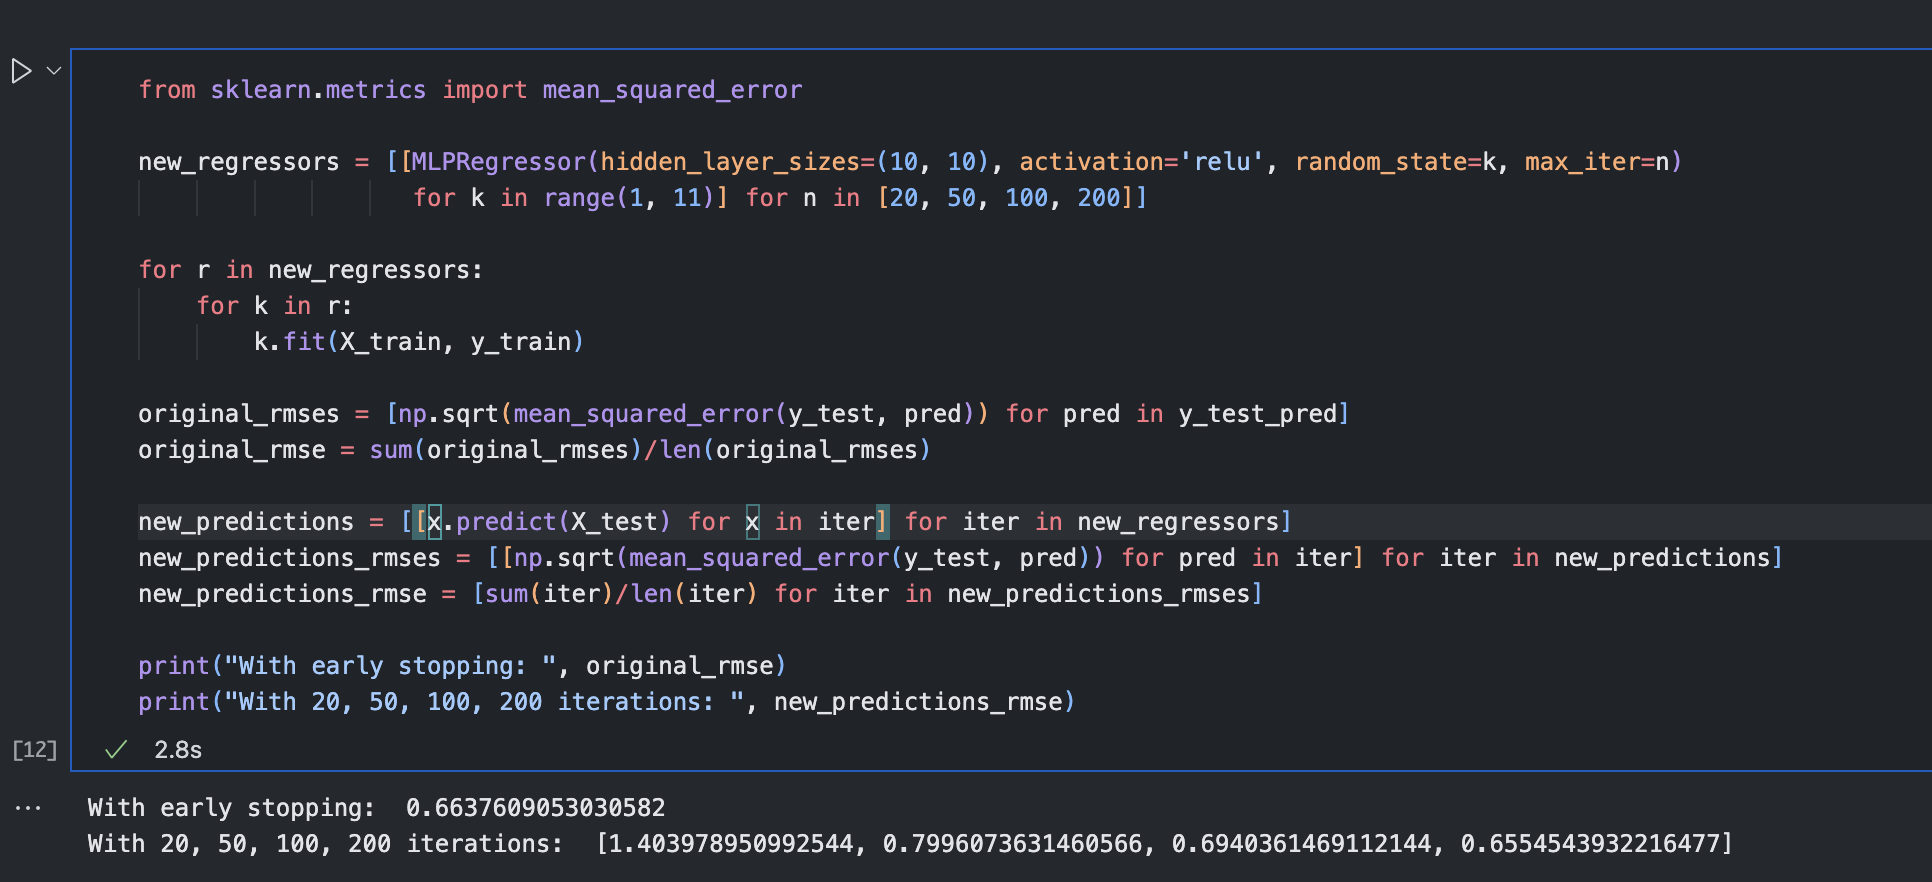 from sklearn.metrics import mean_squared_error
new_regressors = [[MLPRegressor(hidden_layer_sizes=(10, 10), activation='relu', random_state=k, max_iter=n)
for k in range(1, 11)] for n in [20, 50, 100, 200]]
for r in new_regressors:
for k in r:
k.fit(X_train, y_train)
original_rmses = [np.sqrt(mean_squared_error(y_test, pred)) for pred in y_test_pred]
original_rmse = sum(original_rmses)/len(original_rmses)
new_predictions = [[x.predict(X_test) for x in iter] for iter in new_regressors]
new_predictions_rmses = [[np.sqrt(mean_squared_error(y_test, pred)) for pred in iter] for iter in new_predictions]
new_predictions_rmse = [sum(iter)/len(iter) for iter in new_predictions_rmses]
print("With early stopping: ", original_rmse)
print("With 20, 50, 100, 200 iterations: ", new_predictions_rmse)
[12] 2.8s
With early stopping:  0.6637609053030582
With 20, 50, 100, 200 iterations:  [1.403978950992544, 0.7996073631460566, 0.6940361469112144, 0.6554543932216477]